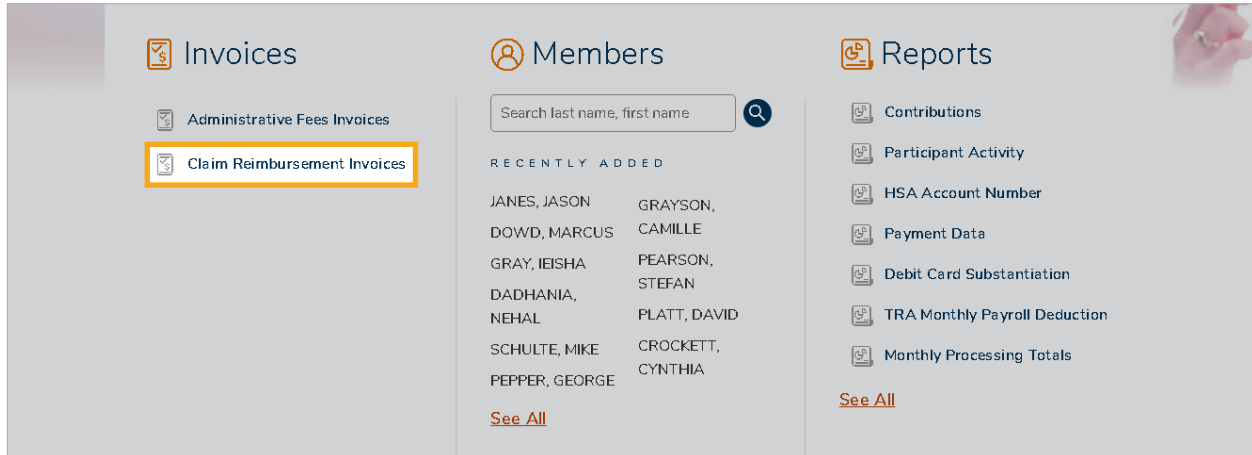 Invoices
Administrative Fees Invoices
Claim Reimbursement Invoices
Members
Search last name, first name
RECENTLY ADDED
JANES, JASON
DOWD, MARCUS
GRAY, IEISHA
DADHANIA,
NEHAL
SCHULTE, MIKE
PEPPER, GEORGE
GRAYSON,
CAMILLE
PEARSON,
STEFAN
PLATT, DAVID
CROCKETT,
CYNTHIA
See All
Reports
Contributions
Participant Activity
HSA Account Number
Payment Data
Debit Card Substantiation
TRA Monthly Payroll Deduction
Monthly Processing Totals
See All